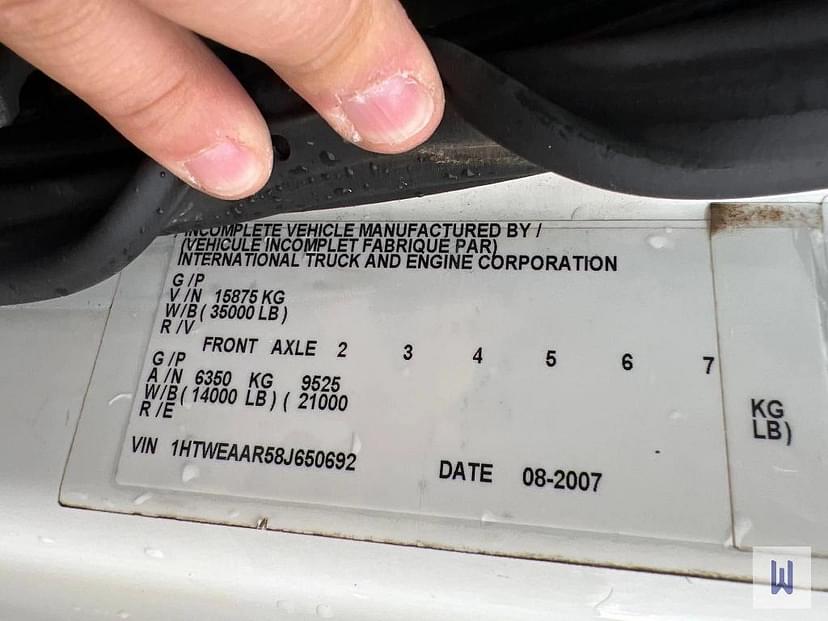 INCOMPLETE VEHICLE MANUFACTURED BY /
(VEHICULE INCOMPLET FABRIQUE PAR)
INTERNATIONAL TRUCK AND ENGINE CORPORATION
G /P
V /N 15875 KG
W/B ( 35000 LB )
R /V
FRONT AXLE 2 3 4 5 6 7
G /P
A /N 6350 KG 9525 KG
W/B ( 14000 LB ) ( 21000 LB)
R /E
VIN 1HTWEAAR58J650692 DATE 08-2007
W